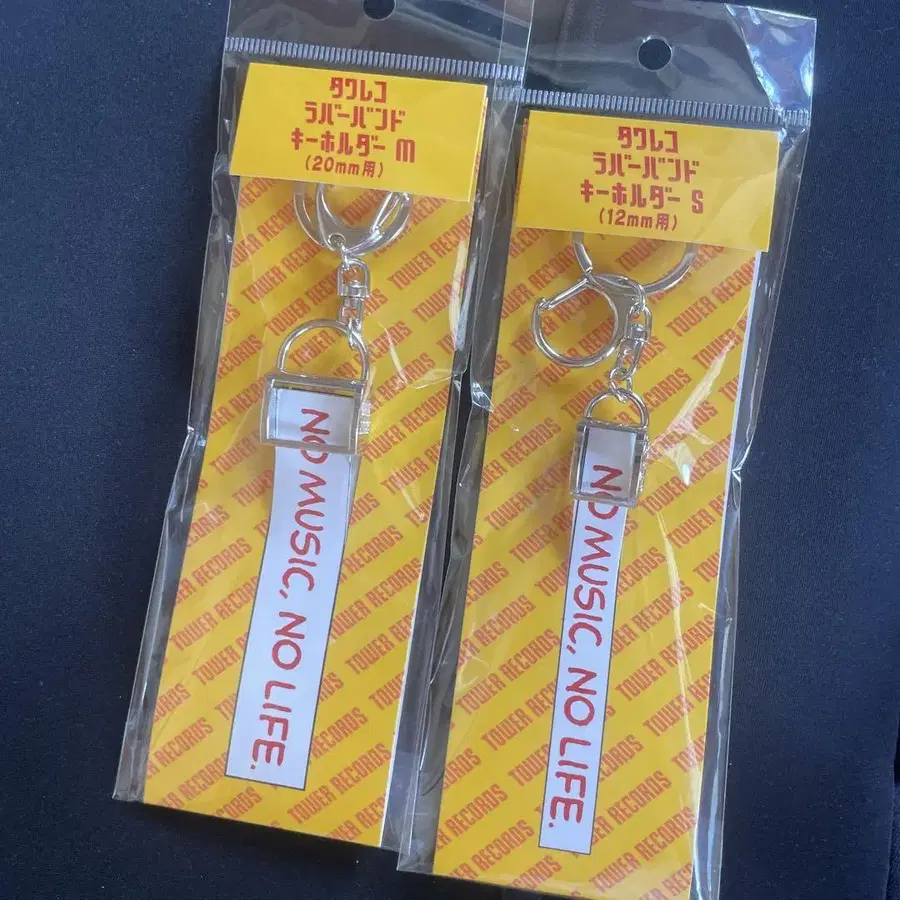 タワレコ
ラバーバンド
キーホルダー M
(20mm用)
NO MUSIC, NO LIFE.
TOWER RECORDS
タワレコ
ラバーバンド
キーホルダー S
(12mm用)
NO MUSIC, NO LIFE.
TOWER RECORDS